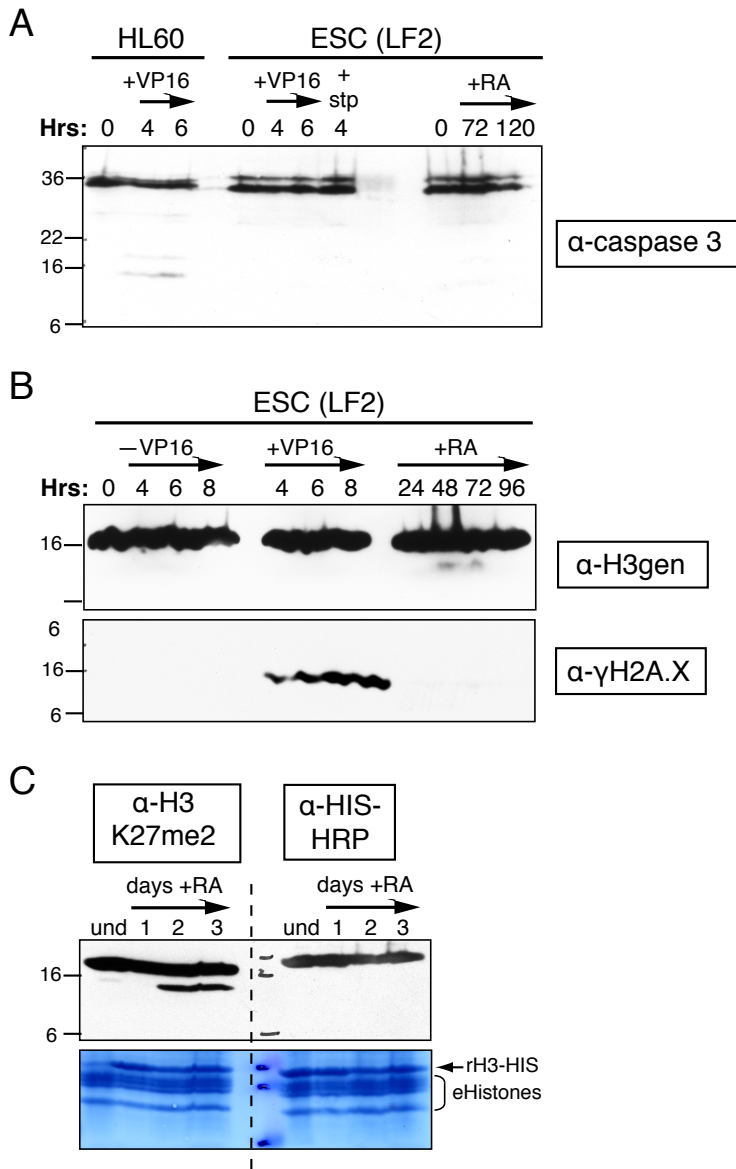 A
HL60 ESC (LF2)
+VP16 +VP16 + stp +RA
Hrs: 0 4 6 0 4 6 4 0 72 120
36
22
16
6
α-caspase 3
B
ESC (LF2)
—VP16 +VP16 +RA
Hrs: 0 4 6 8 4 6 8 24 48 72 96
16
α-H3gen
6
16
6
α-γH2A.X
C
α-H3 K27me2
α-HIS-HRP
days +RA days +RA
und 1 2 3 und 1 2 3
16
6
rH3-HIS
eHistones